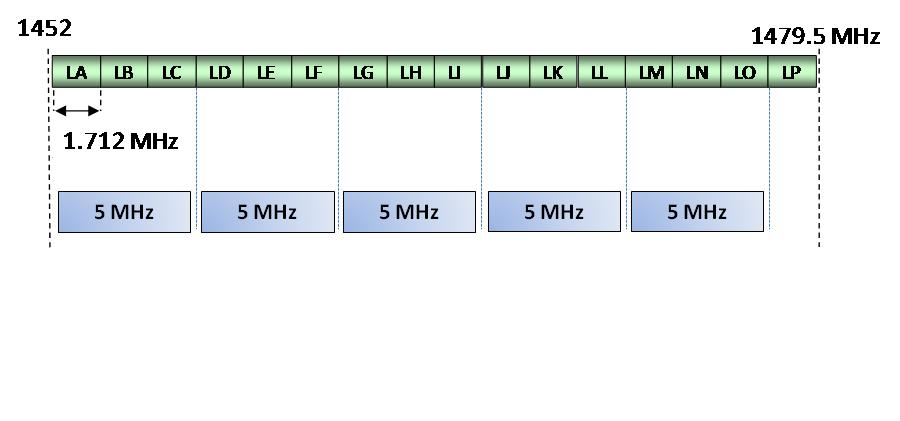 1452
1479.5 MHz
LA LB LC LD LE LF LG LH LI LJ LK LL LM LN LO LP
1.712 MHz
5 MHz 5 MHz 5 MHz 5 MHz 5 MHz